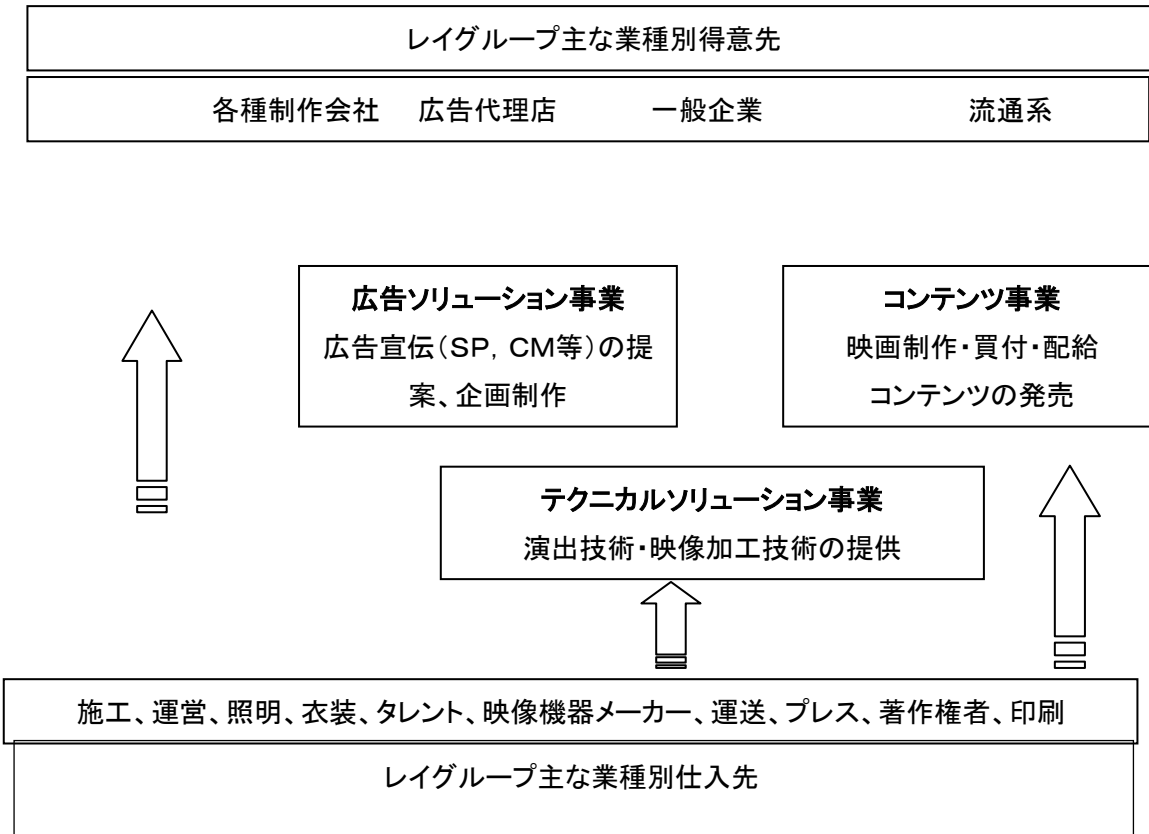 レイグループ主な業種別得意先
各種制作会社 広告代理店 一般企業 流通系
広告ソリューション事業
広告宣伝(SP, CM等)の提
案、企画制作
コンテンツ事業
映画制作・買付・配給
コンテンツの発売
テクニカルソリューション事業
演出技術・映像加工技術の提供
施工、運営、照明、衣装、タレント、映像機器メーカー、運送、プレス、著作権者、印刷
レイグループ主な業種別仕入先